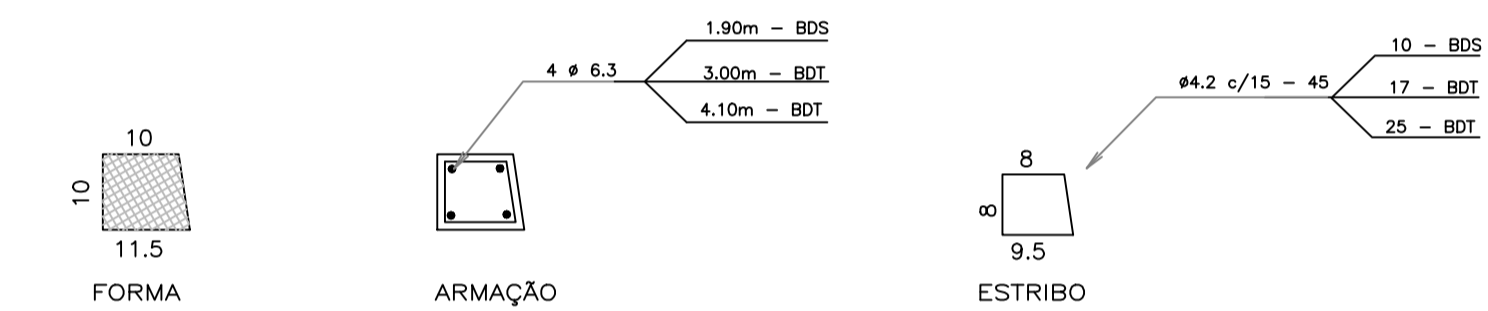 10
10
11.5
FORMA
4 ø 6.3
1.90m - BDS
3.00m - BDT
4.10m - BDT
ARMAÇÃO
8
8
9.5
ESTRIBO
ø4.2 c/15 - 45
10 - BDS
17 - BDT
25 - BDT